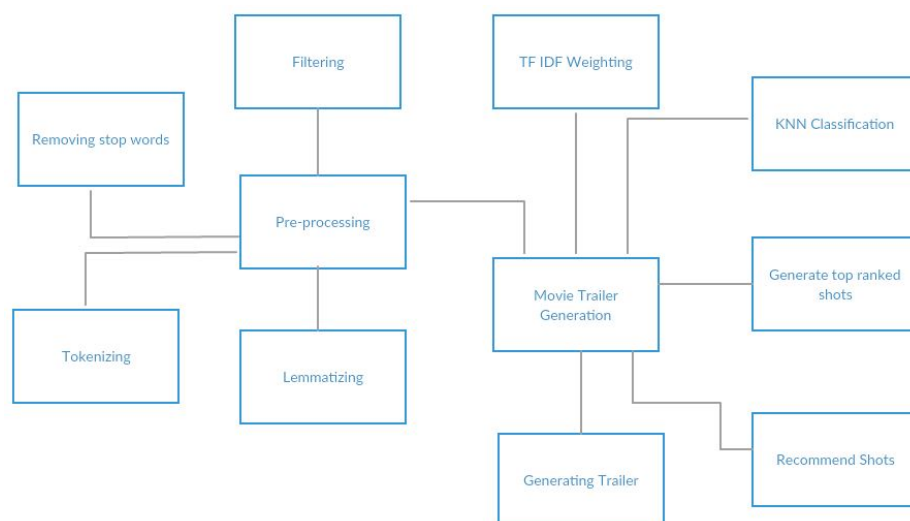 Filtering
TF IDF Weighting
KNN Classification
Removing stop words
Pre-processing
Generate top ranked
shots
Movie Trailer
Generation
Tokenizing
Lemmatizing
Recommend Shots
Generating Trailer